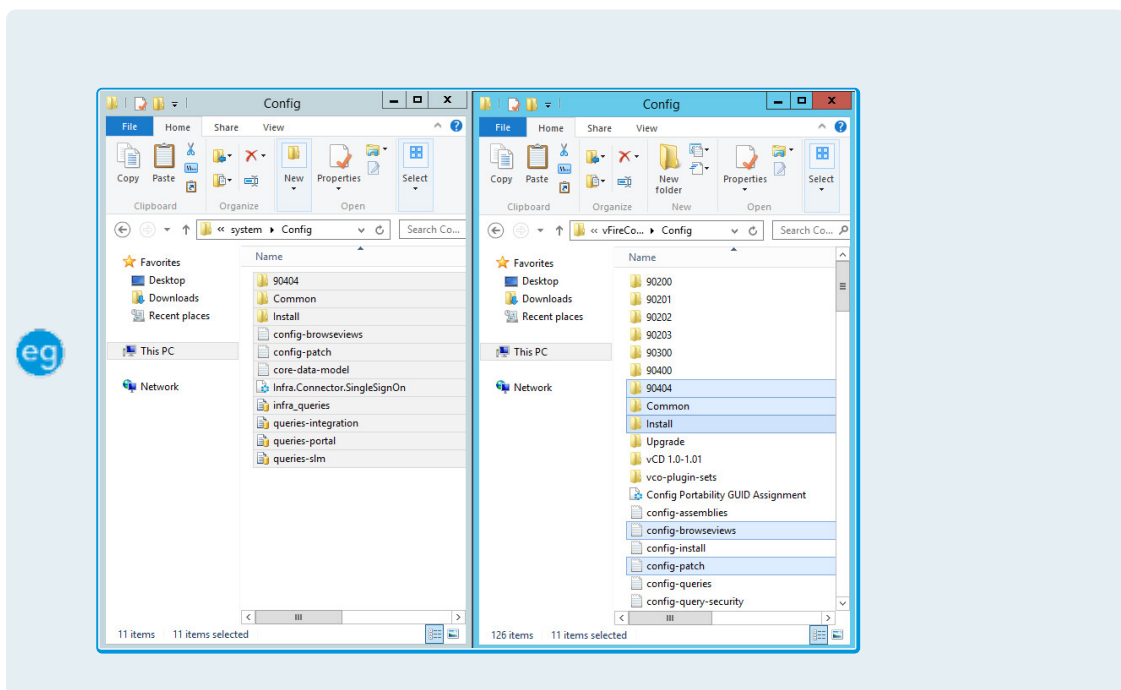 eg
Config
File Home Share View
Copy Paste New Properties Select
Clipboard Organize Open
« system Config Search Co...
Favorites
Desktop
Downloads
Recent places
This PC
Network
Name
90404
Common
Install
config-browseviews
config-patch
core-data-model
Infra.Connector.SingleSignOn
infra_queries
queries-integration
queries-portal
queries-slm
11 items 11 items selected
Config
File Home Share View
Copy Paste New folder Properties Select
Clipboard Organize New Open
« vFireCo... Config Search Co...
Favorites
Desktop
Downloads
Recent places
This PC
Network
Name
90200
90201
90202
90203
90300
90400
90404
Common
Install
Upgrade
vCD 1.0-1.01
vco-plugin-sets
Config Portability GUID Assignment
config-assemblies
config-browseviews
config-install
config-patch
config-queries
config-query-security
126 items 11 items selected